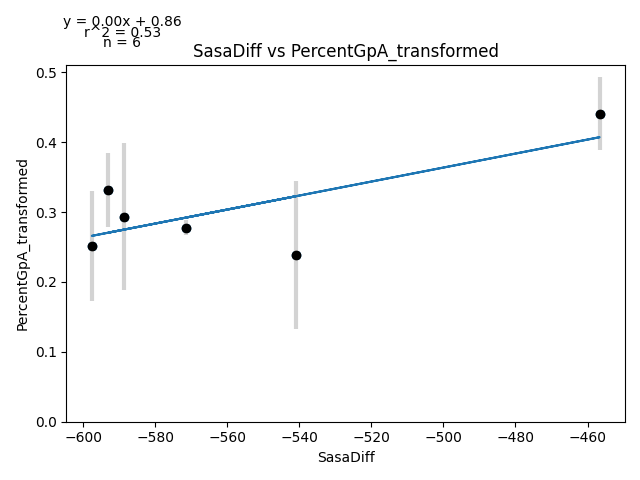 y = 0.00x + 0.86
r^2 = 0.53
n = 6
SasaDiff vs PercentGpA_transformed
PercentGpA_transformed
0.5
0.4
0.3
0.2
0.1
0.0
−600 −580 −560 −540 −520 −500 −480 −460
SasaDiff